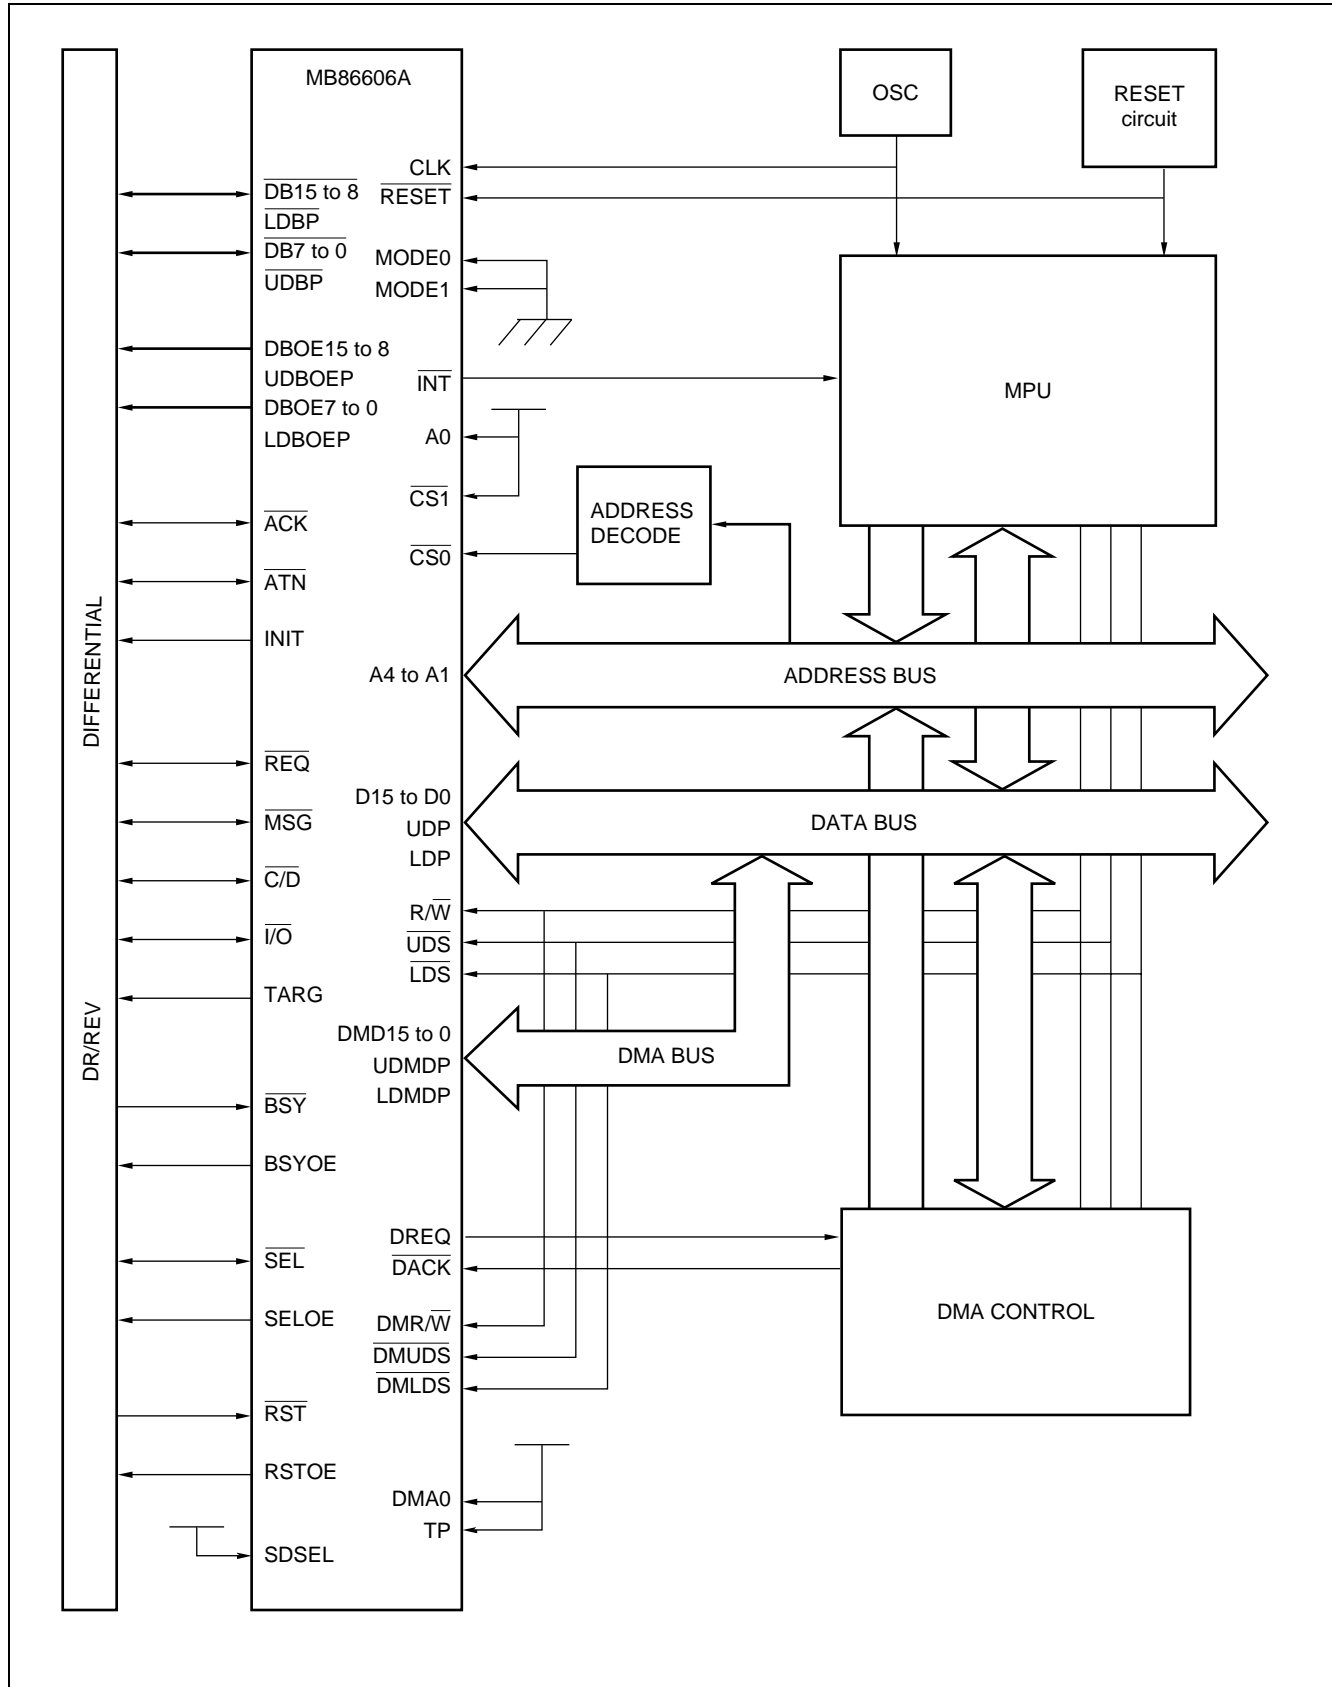 MB86606A
OSC
RESET
circuit
CLK
DB15 to 8
RESET
LDBP
DB7 to 0
MODE0
UDBP
MODE1
DBOE15 to 8
UDBOEP
INT
MPU
DBOE7 to 0
LDBOEP
A0
CS1
ADDRESS
DECODE
ACK
CS0
ATN
INIT
A4 to A1
ADDRESS BUS
DIFFERENTIAL
REQ
D15 to D0
MSG
UDP
DATA BUS
LDP
C/D
R/W
I/O
UDS
LDS
TARG
DR/REV
DMD15 to 0
UDMDP
DMA BUS
LDMDP
BSY
BSYOE
DREQ
SEL
DACK
SELOE
DMR/W
DMA CONTROL
DMUDS
DMLDS
RST
RSTOE
DMA0
TP
SDSEL